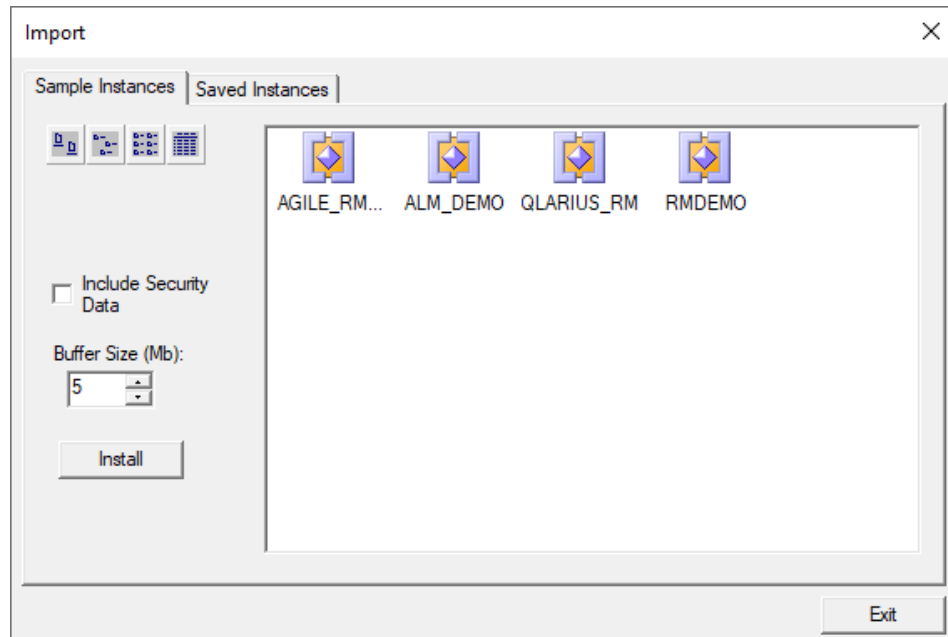 Import
Sample Instances
Saved Instances
AGILE_RM...
ALM_DEMO
QLARIUS_RM
RMDEMO
Include Security
Data
Buffer Size (Mb):
5
Install
Exit